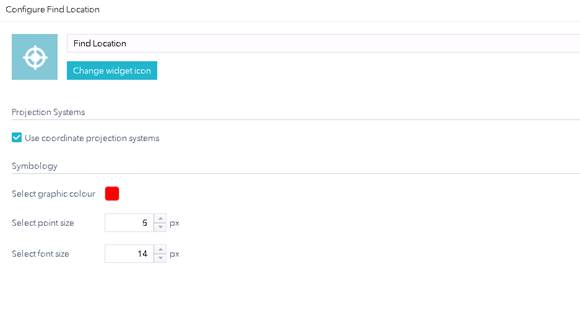 Configure Find Location
Find Location
Change widget icon
Projection Systems
Use coordinate projection systems
Symbology
Select graphic colour
Select point size 6 px
Select font size 14 px